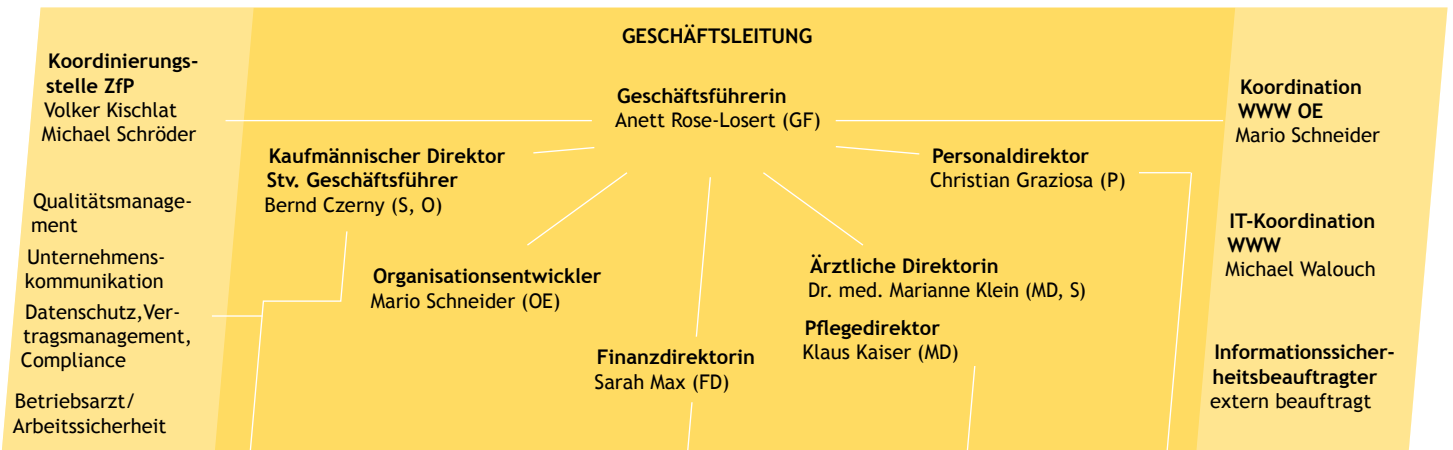 GESCHÄFTSLEITUNG
Koordinierungs-
stelle ZfP
Volker Kischlat
Michael Schröder
Qualitätsmanage-
ment
Unternehmens-
kommunikation
Datenschutz,Ver-
tragsmanagement,
Compliance
Betriebsarzt/
Arbeitssicherheit
Geschäftsführerin
Anett Rose-Losert (GF)
Kaufmännischer Direktor
Stv. Geschäftsführer
Bernd Czerny (S, O)
Personaldirektor
Christian Graziosa (P)
Organisationsentwickler
Mario Schneider (OE)
Ärztliche Direktorin
Dr. med. Marianne Klein (MD, S)
Pflegedirektor
Klaus Kaiser (MD)
Finanzdirektorin
Sarah Max (FD)
Koordination
WWW OE
Mario Schneider
IT-Koordination
WWW
Michael Walouch
Informationssicher-
heitsbeauftragter
extern beauftragt